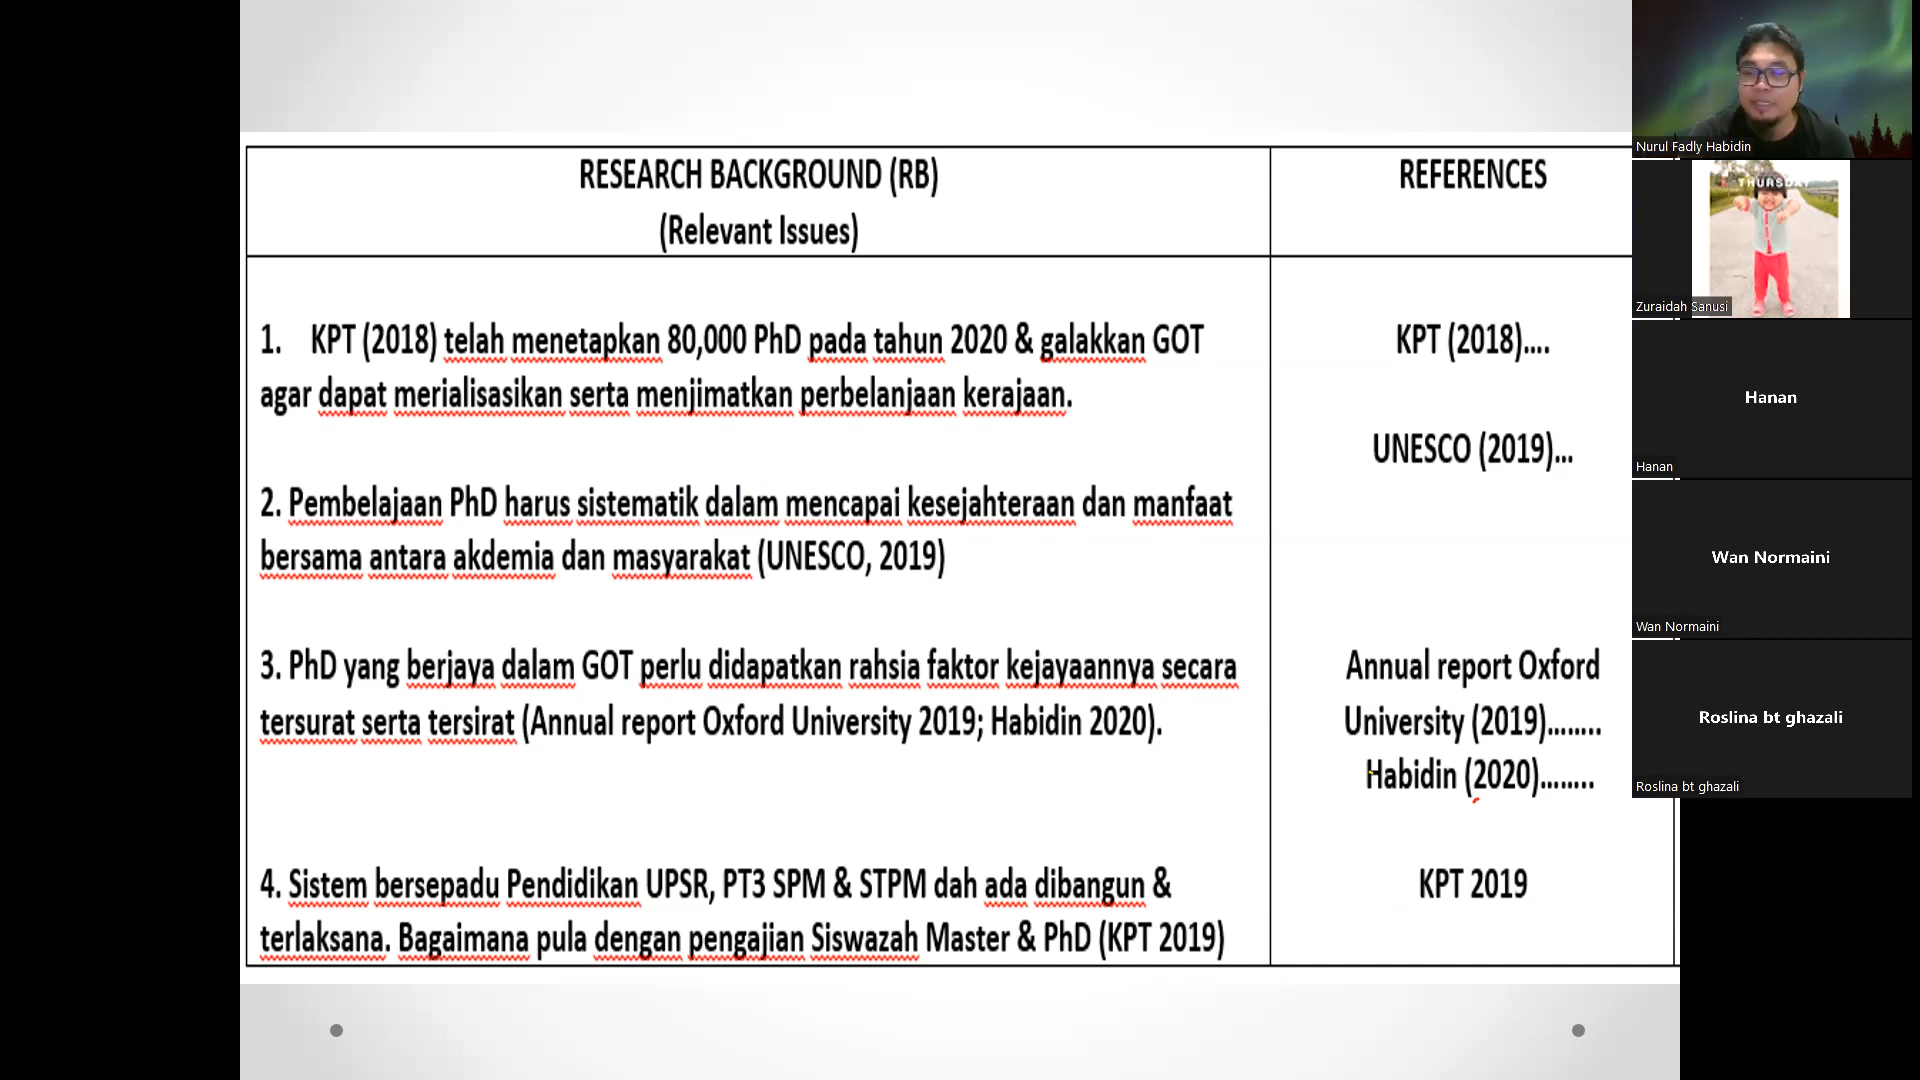 RESEARCH BACKGROUND (RB)
(Relevant Issues)
REFERENCES
1. KPT (2018) telah menetapkan 80,000 PhD pada tahun 2020 & galakkan GOT
agar dapat merialisasikan serta menjimatkan perbelanjaan kerajaan.
KPT (2018)....
UNESCO (2019)...
2. Pembelajaan PhD harus sistematik dalam mencapai kesejahteraan dan manfaat
bersama antara akdemia dan masyarakat (UNESCO, 2019)
3. PhD yang berjaya dalam GOT perlu didapatkan rahsia faktor kejayaannya secara
tersurat serta tersirat (Annual report Oxford University 2019; Habidin 2020).
Annual report Oxford
University (2019)........
Habidin (2020)........
4. Sistem bersepadu Pendidikan UPSR, PT3 SPM & STPM dah ada dibangun &
terlaksana. Bagaimana pula dengan pengajian Siswazah Master & PhD (KPT 2019)
KPT 2019
Nurul Fadly Habidin
THURSDAY
Zuraidah Sanusi
Hanan
Hanan
Wan Normaini
Wan Normaini
Roslina bt ghazali
Roslina bt ghazali